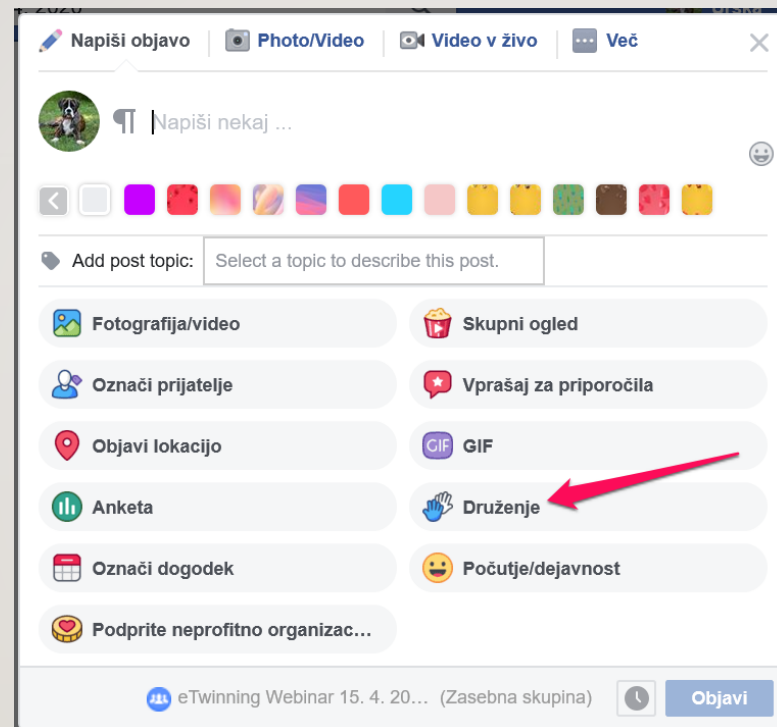 Napiši objavo Photo/Video Video v živo Več
Napiši nekaj ...
Add post topic: Select a topic to describe this post.
Fotografija/video Skupni ogled
Označi prijatelje Vprašaj za priporočila
Objavi lokacijo GIF GIF
Anketa Druženje
Označi dogodek Počutje/dejavnost
Podprite neprofitno organizac...
eTwinning Webinar 15. 4. 20... (Zasebna skupina) Objavi